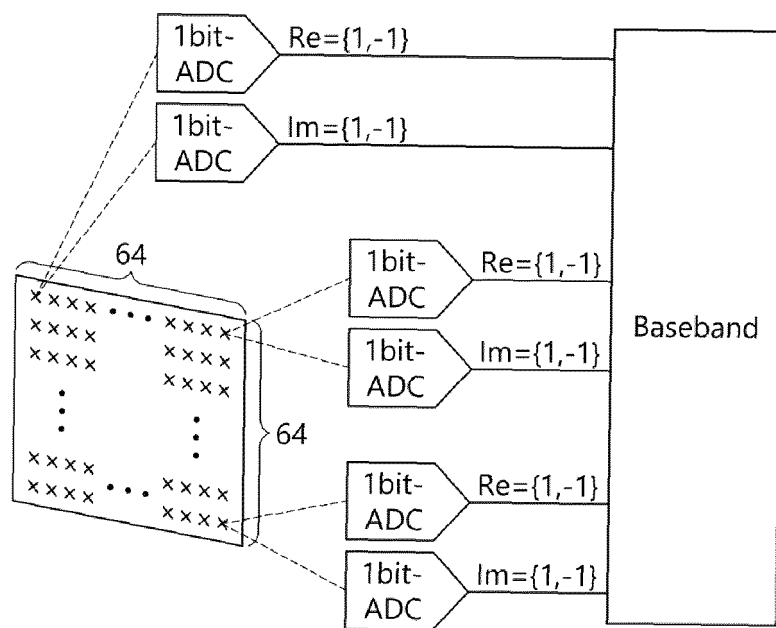 1bit-
ADC
Re={1,-1}
1bit-
ADC
Im={1,-1}
64
1bit-
ADC
Re={1,-1}
1bit-
ADC
Im={1,-1}
Baseband
64
1bit-
ADC
Re={1,-1}
1bit-
ADC
Im={1,-1}